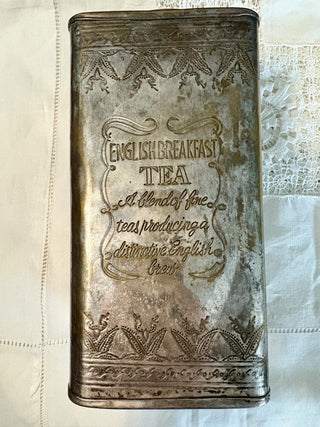 ENGLISH BREAKFAST
TEA
A blend of fine
teas producing a
distinctive English
brew